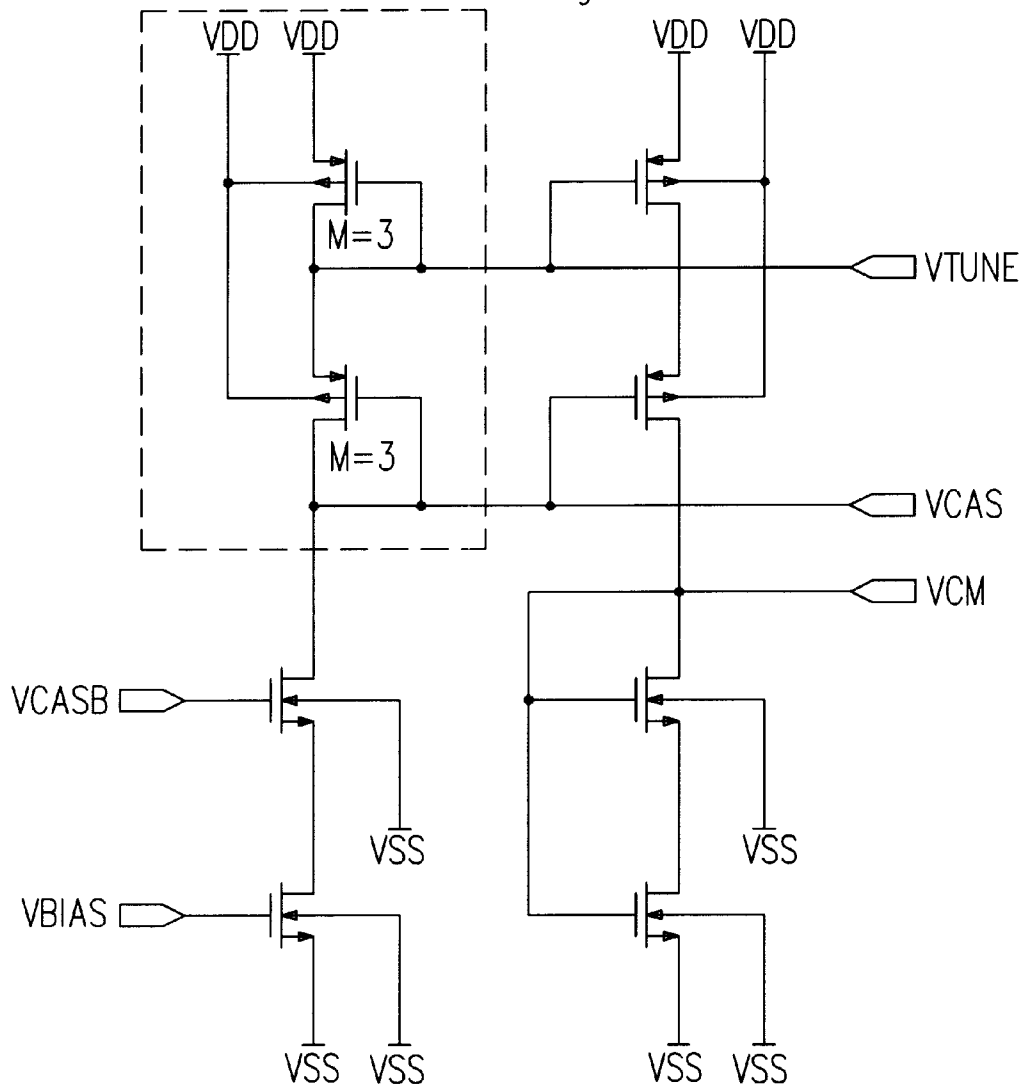 VDD VDD VDD VDD
M=3
VTUNE
M=3
VCAS
VCM
VCASB
VSS VSS
VBIAS
VSS VSS VSS VSS